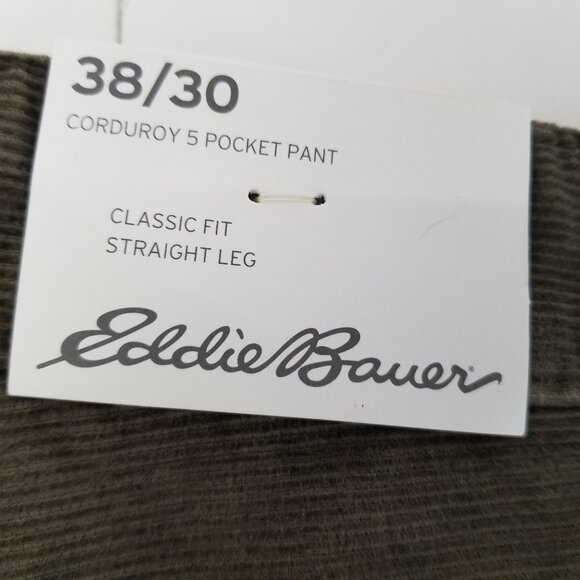 38/30
CORDUROY 5 POCKET PANT
CLASSIC FIT
STRAIGHT LEG
Eddie Bauer